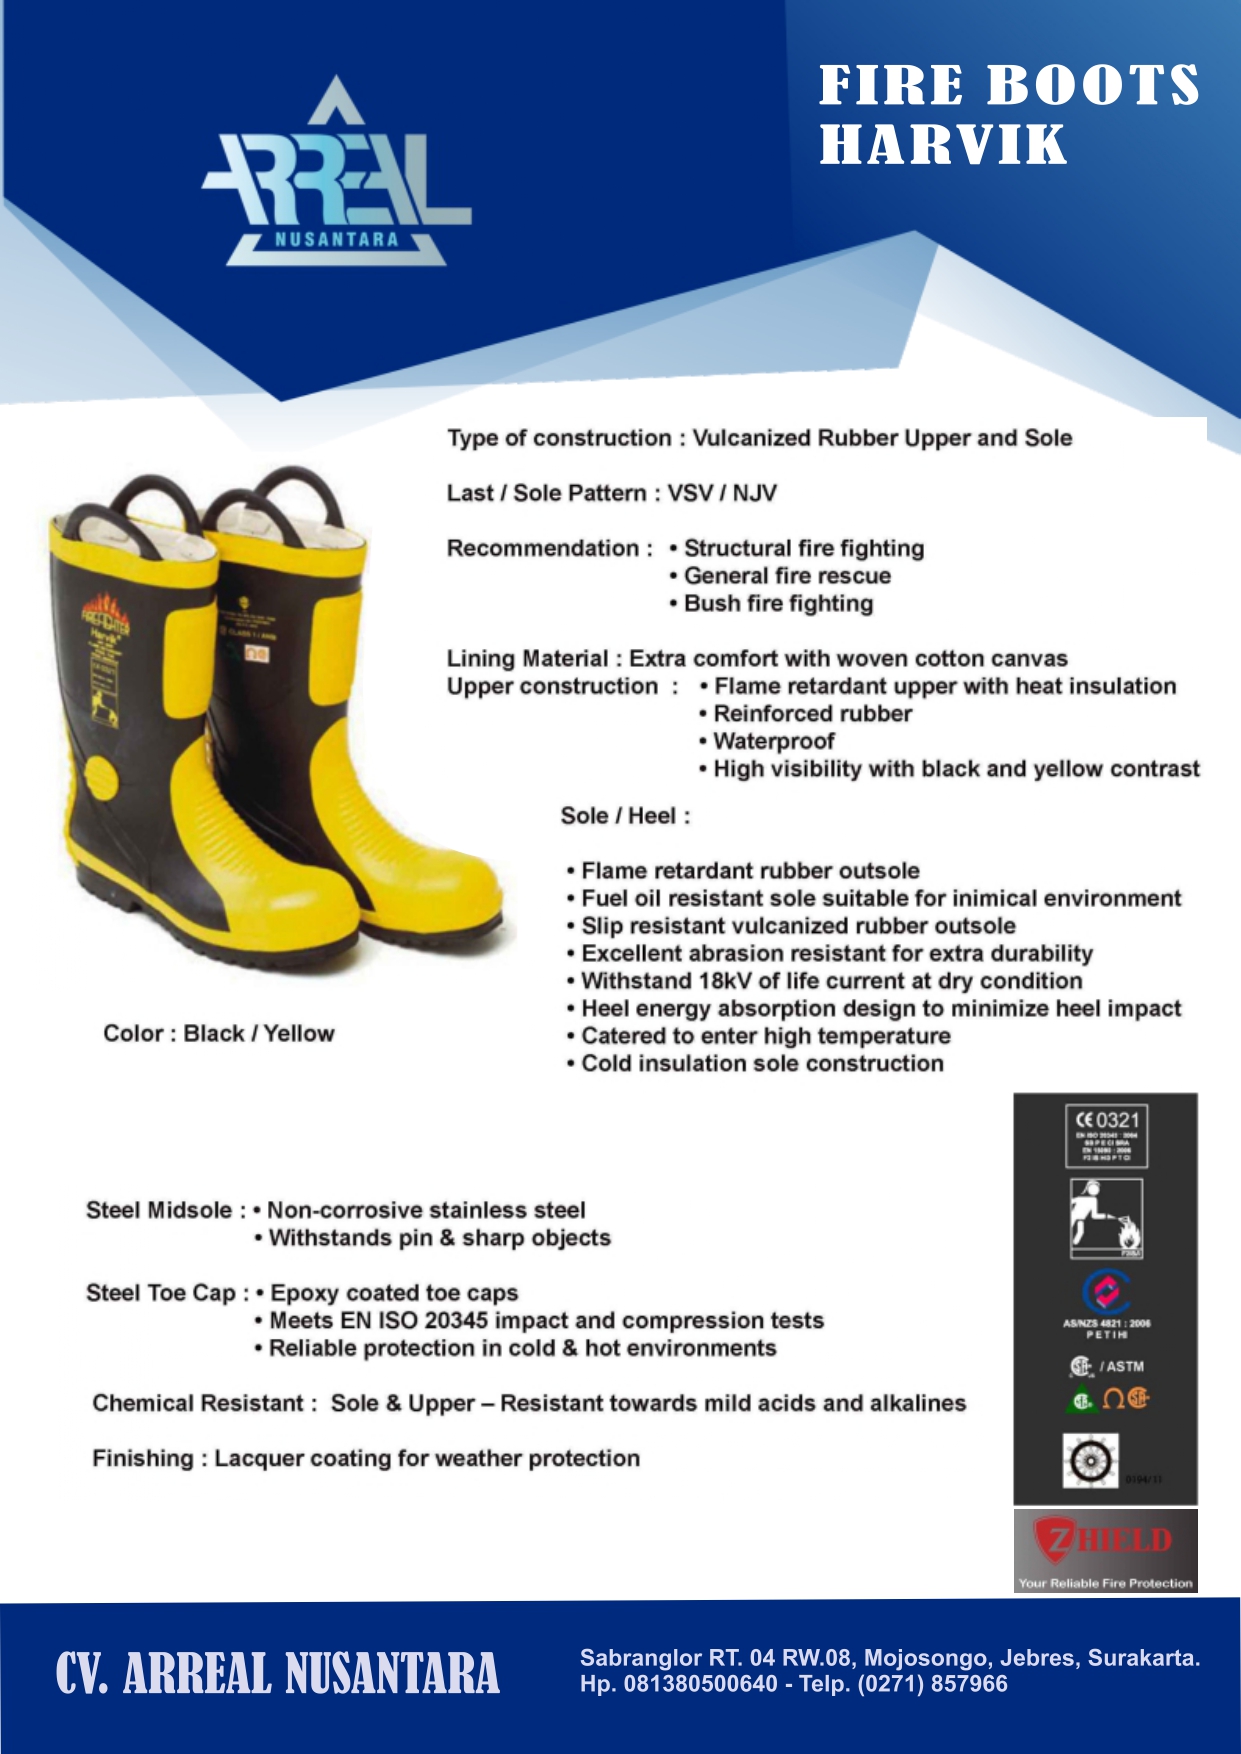 FIRE BOOTS
HARVIK
ARREAL
NUSANTARA
Type of construction : Vulcanized Rubber Upper and Sole
Last / Sole Pattern : VSV / NJV
Recommendation : • Structural fire fighting
• General fire rescue
• Bush fire fighting
Lining Material : Extra comfort with woven cotton canvas
Upper construction : • Flame retardant upper with heat insulation
• Reinforced rubber
• Waterproof
• High visibility with black and yellow contrast
FIREFIGHTER
Harvik
Sole / Heel :
• Flame retardant rubber outsole
• Fuel oil resistant sole suitable for inimical environment
• Slip resistant vulcanized rubber outsole
• Excellent abrasion resistant for extra durability
• Withstand 18kV of life current at dry condition
• Heel energy absorption design to minimize heel impact
• Catered to enter high temperature
• Cold insulation sole construction
Color : Black / Yellow
CE 0321
EN ISO 20345 : 2004
EN 15090 : 2006
Steel Midsole : • Non-corrosive stainless steel
• Withstands pin & sharp objects
Steel Toe Cap : • Epoxy coated toe caps
• Meets EN ISO 20345 impact and compression tests
• Reliable protection in cold & hot environments
AS/NZS 4821 : 2006
P E T I H
/ ASTM
Chemical Resistant : Sole & Upper – Resistant towards mild acids and alkalines
Finishing : Lacquer coating for weather protection
0194/11
ZHIELD
Your Reliable Fire Protection
CV. ARREAL NUSANTARA
Sabranglor RT. 04 RW.08, Mojosongo, Jebres, Surakarta.
Hp. 081380500640 - Telp. (0271) 857966